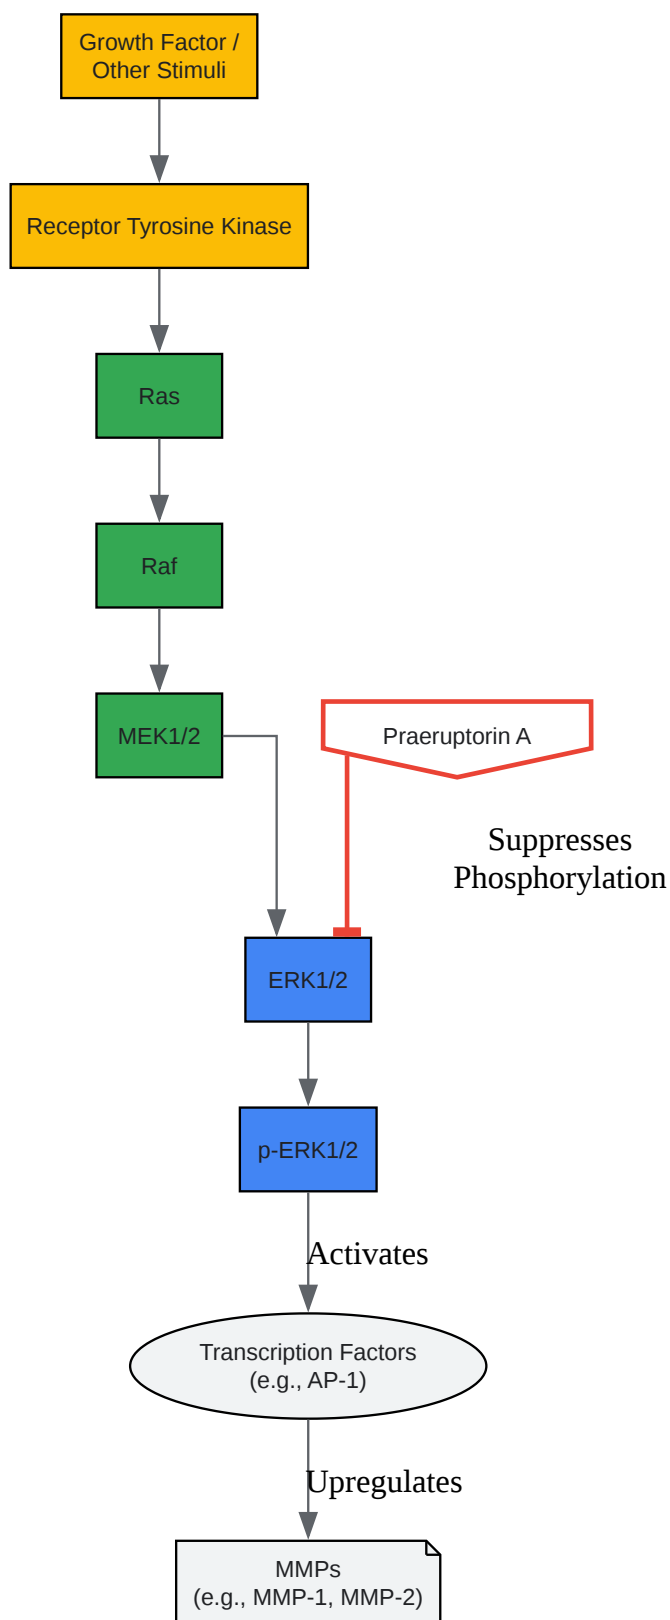 Growth Factor /
Other Stimuli
Receptor Tyrosine Kinase
Ras
Raf
MEK1/2
Praeruptorin A
Suppresses
Phosphorylation
ERK1/2
p-ERK1/2
Activates
Transcription Factors
(e.g., AP-1)
Upregulates
MMPs
(e.g., MMP-1, MMP-2)